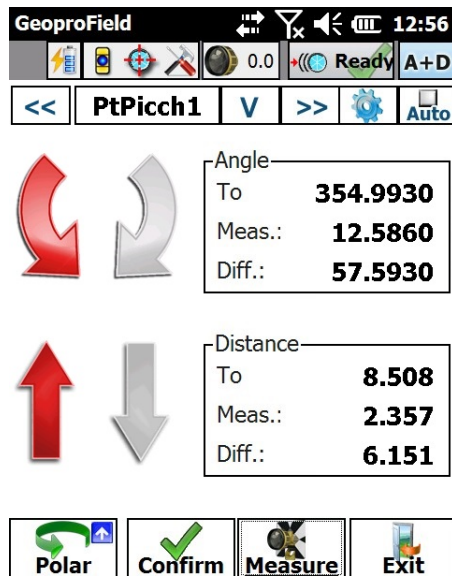 GeoproField 12:56
0.0 Ready A+D
<< PtPicch1 V >> Auto
Angle
To 354.9930
Meas.: 12.5860
Diff.: 57.5930
Distance
To 8.508
Meas.: 2.357
Diff.: 6.151
Polar Confirm Measure Exit